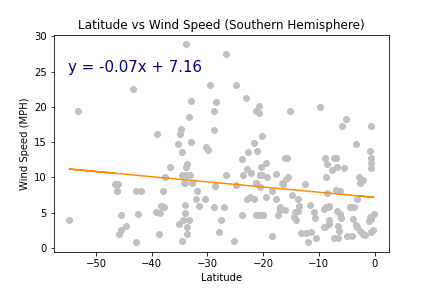 Latitude vs Wind Speed (Southern Hemisphere)
30
y = -0.07x + 7.16
25
20
15
10
5
0
Wind Speed (MPH)
−50 −40 −30 −20 −10 0
Latitude